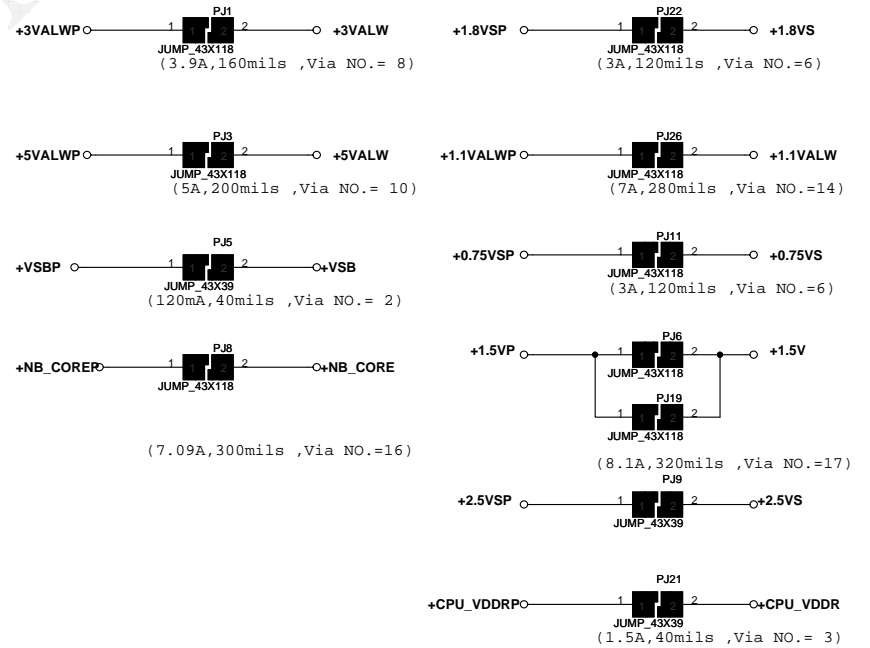 PJ1
+3VALWP 1 1 2 2 +3VALW
JUMP_43X118
(3.9A,160mils ,Via NO.= 8)
PJ3
+5VALWP 1 1 2 2 +5VALW
JUMP_43X118
(5A,200mils ,Via NO.= 10)
PJ5
+VSBP 1 1 2 2 +VSB
JUMP_43X39
(120mA,40mils ,Via NO.= 2)
PJ8
+NB_COREP 1 1 2 2 +NB_CORE
JUMP_43X118
(7.09A,300mils ,Via NO.=16)
PJ22
+1.8VSP 1 1 2 2 +1.8VS
JUMP_43X118
(3A,120mils ,Via NO.=6)
PJ26
+1.1VALWP 1 1 2 2 +1.1VALW
JUMP_43X118
(7A,280mils ,Via NO.=14)
PJ11
+0.75VSP 1 1 2 2 +0.75VS
JUMP_43X118
(3A,120mils ,Via NO.=6)
PJ6
+1.5VP 1 1 2 2 +1.5V
JUMP_43X118
PJ19
1 1 2 2
JUMP_43X118
(8.1A,320mils ,Via NO.=17)
PJ9
+2.5VSP 1 1 2 2 +2.5VS
JUMP_43X39
PJ21
+CPU_VDDRP 1 1 2 2 +CPU_VDDR
JUMP_43X39
(1.5A,40mils ,Via NO.= 3)